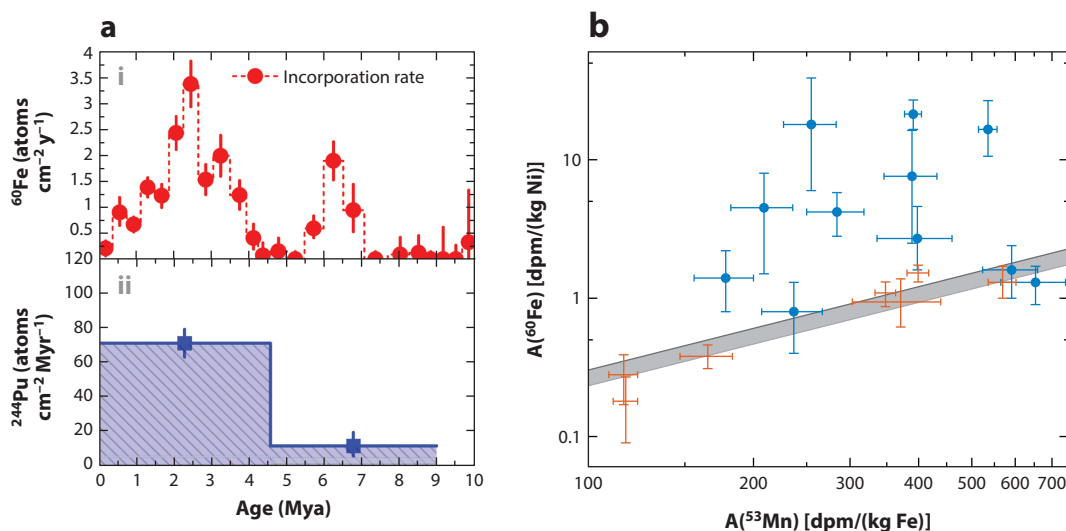 a
i
Incorporation rate
⁶⁰Fe (atoms
cm⁻² y⁻¹)
4
3.5
3
2.5
2
1.5
1
0.5
120
ii
²⁴⁴Pu (atoms
cm⁻² Myr⁻¹)
100
80
60
40
20
0
0 1 2 3 4 5 6 7 8 9 10
Age (Mya)
b
A(⁶⁰Fe) [dpm/(kg Ni)]
10
1
0.1
100 200 300 400 500 600 700
A(⁵³Mn) [dpm/(kg Fe)]